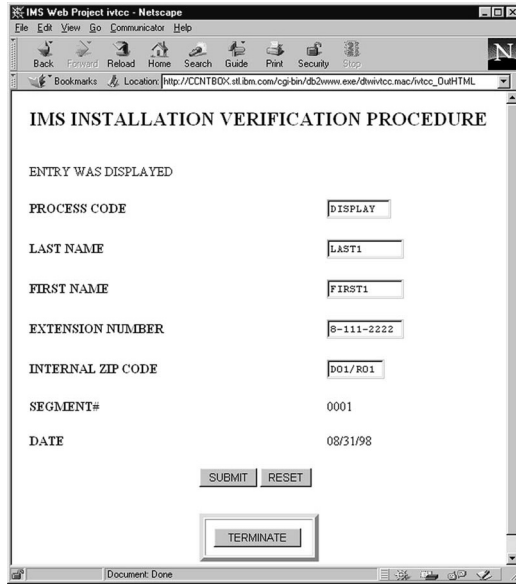 IMS Web Project ivtcc - Netscape
File Edit View Go Communicator Help
Back Forward Reload Home Search Guide Print Security Stop
N
Bookmarks Location: http://CCNTBOX.stl.ibm.com/cgi-bin/db2www.exe/dtwivtcc.mac/ivtcc_OutHTML
IMS INSTALLATION VERIFICATION PROCEDURE
ENTRY WAS DISPLAYED
PROCESS CODE DISPLAY
LAST NAME LAST1
FIRST NAME FIRST1
EXTENSION NUMBER 8-111-2222
INTERNAL ZIP CODE D01/R01
SEGMENT# 0001
DATE 08/31/98
SUBMIT RESET
TERMINATE
Document: Done